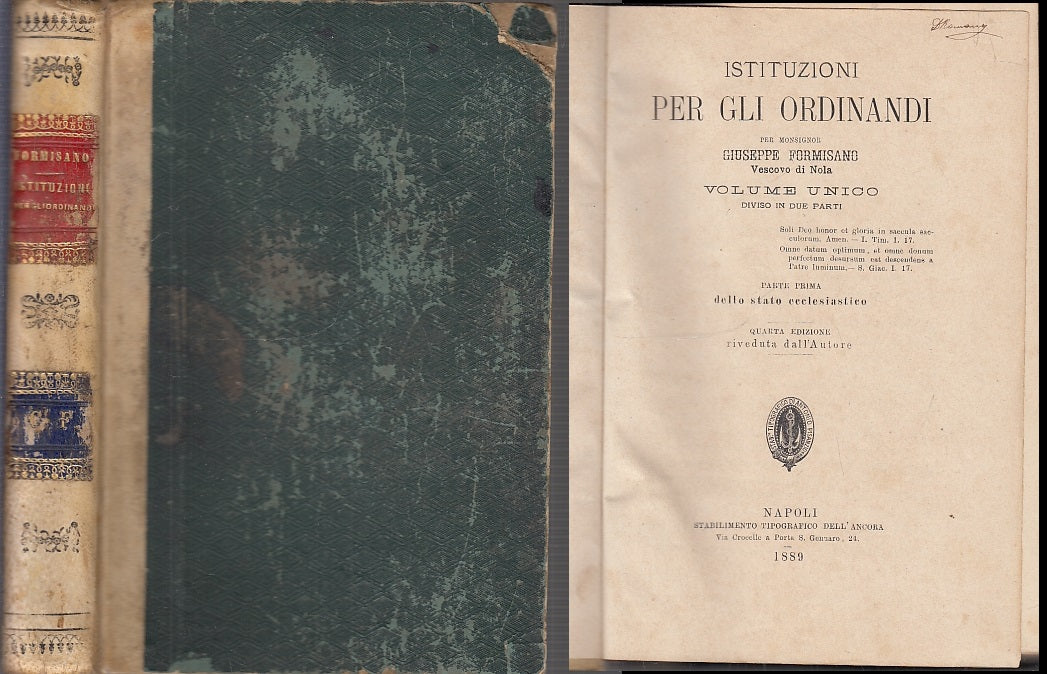 FORMISANO
ISTITUZIONI
PER GLI ORDINANDI
ISTITUZIONI
PER GLI ORDINANDI
PER MONSIGNOR
GIUSEPPE FORMISANO
Vescovo di Nola
VOLUME UNICO
DIVISO IN DUE PARTI
Soli Deo honor et gloria in saecula sae-
culorum. Amen. — I. Tim. I. 17.
Omne datum optimum, et omne donum
perfectum desursum est descendens a
Patre luminum.— S. Giac. I. 17.
PARTE PRIMA
dello stato ecclesiastico
QUARTA EDIZIONE
riveduta dall'Autore
NAPOLI
STABILIMENTO TIPOGRAFICO DELL'ANCORA
Via Crocelle a Porta S. Gennaro, 24.
1889